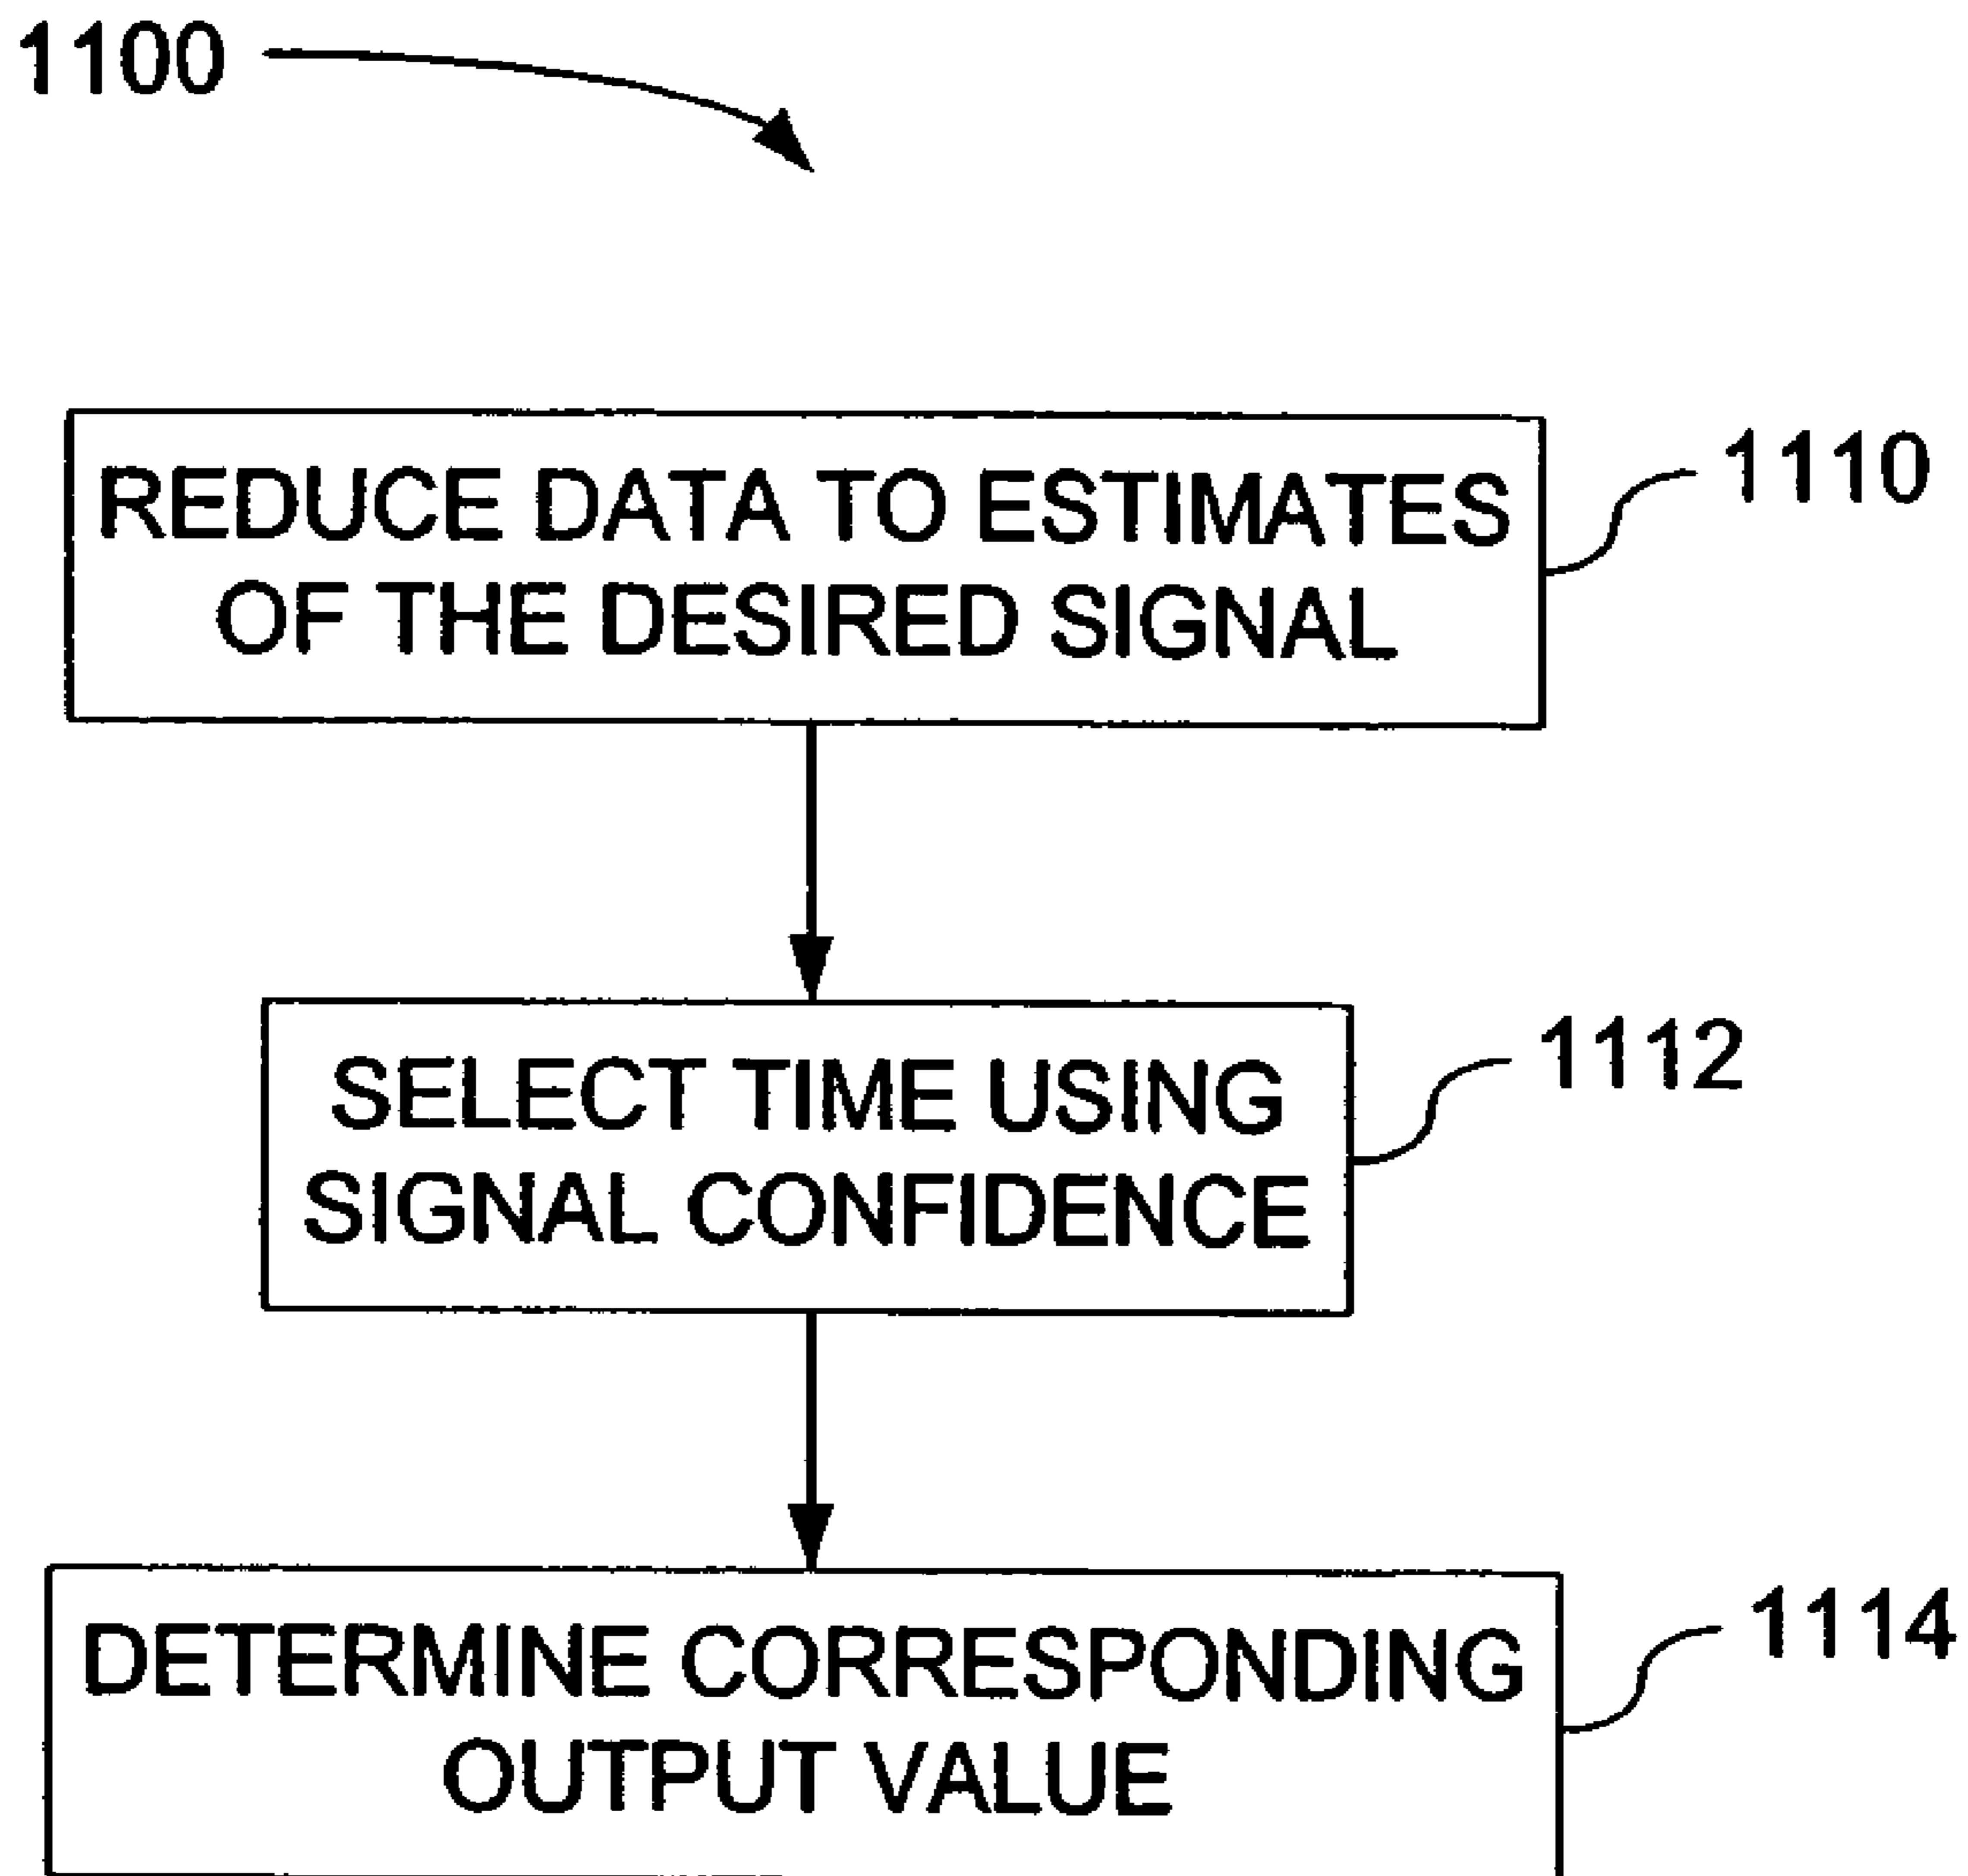 1100
REDUCE DATA TO ESTIMATES
OF THE DESIRED SIGNAL
1110
SELECT TIME USING
SIGNAL CONFIDENCE
1112
DETERMINE CORRESPONDING
OUTPUT VALUE
1114